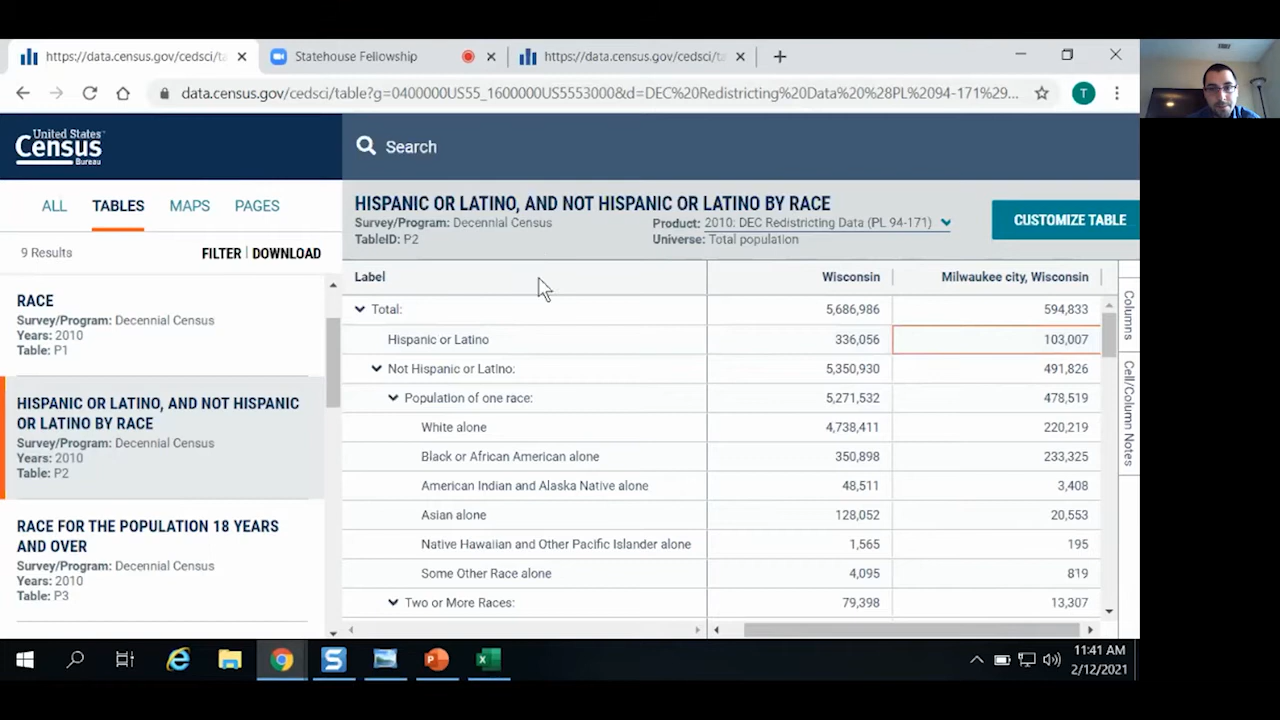 https://data.census.gov/cedsci/ta
Statehouse Fellowship
https://data.census.gov/cedsci/ta
data.census.gov/cedsci/table?g=0400000US55_1600000US5553000&d=DEC%20Redistricting%20Data%20%28PL%2094-171%29...
T
United States
Census
Bureau
Search
ALL
TABLES
MAPS
PAGES
9 Results
FILTER | DOWNLOAD
RACE
Survey/Program: Decennial Census
Years: 2010
Table: P1
HISPANIC OR LATINO, AND NOT HISPANIC
OR LATINO BY RACE
Survey/Program: Decennial Census
Years: 2010
Table: P2
RACE FOR THE POPULATION 18 YEARS
AND OVER
Survey/Program: Decennial Census
Years: 2010
Table: P3
HISPANIC OR LATINO, AND NOT HISPANIC OR LATINO BY RACE
Survey/Program: Decennial Census
TableID: P2
Product: 2010: DEC Redistricting Data (PL 94-171)
Universe: Total population
CUSTOMIZE TABLE
Label Wisconsin Milwaukee city, Wisconsin
Total: 5,686,986 594,833
Hispanic or Latino 336,056 103,007
Not Hispanic or Latino: 5,350,930 491,826
Population of one race: 5,271,532 478,519
White alone 4,738,411 220,219
Black or African American alone 350,898 233,325
American Indian and Alaska Native alone 48,511 3,408
Asian alone 128,052 20,553
Native Hawaiian and Other Pacific Islander alone 1,565 195
Some Other Race alone 4,095 819
Two or More Races: 79,398 13,307
Columns
Cell/Column Notes
11:41 AM
2/12/2021